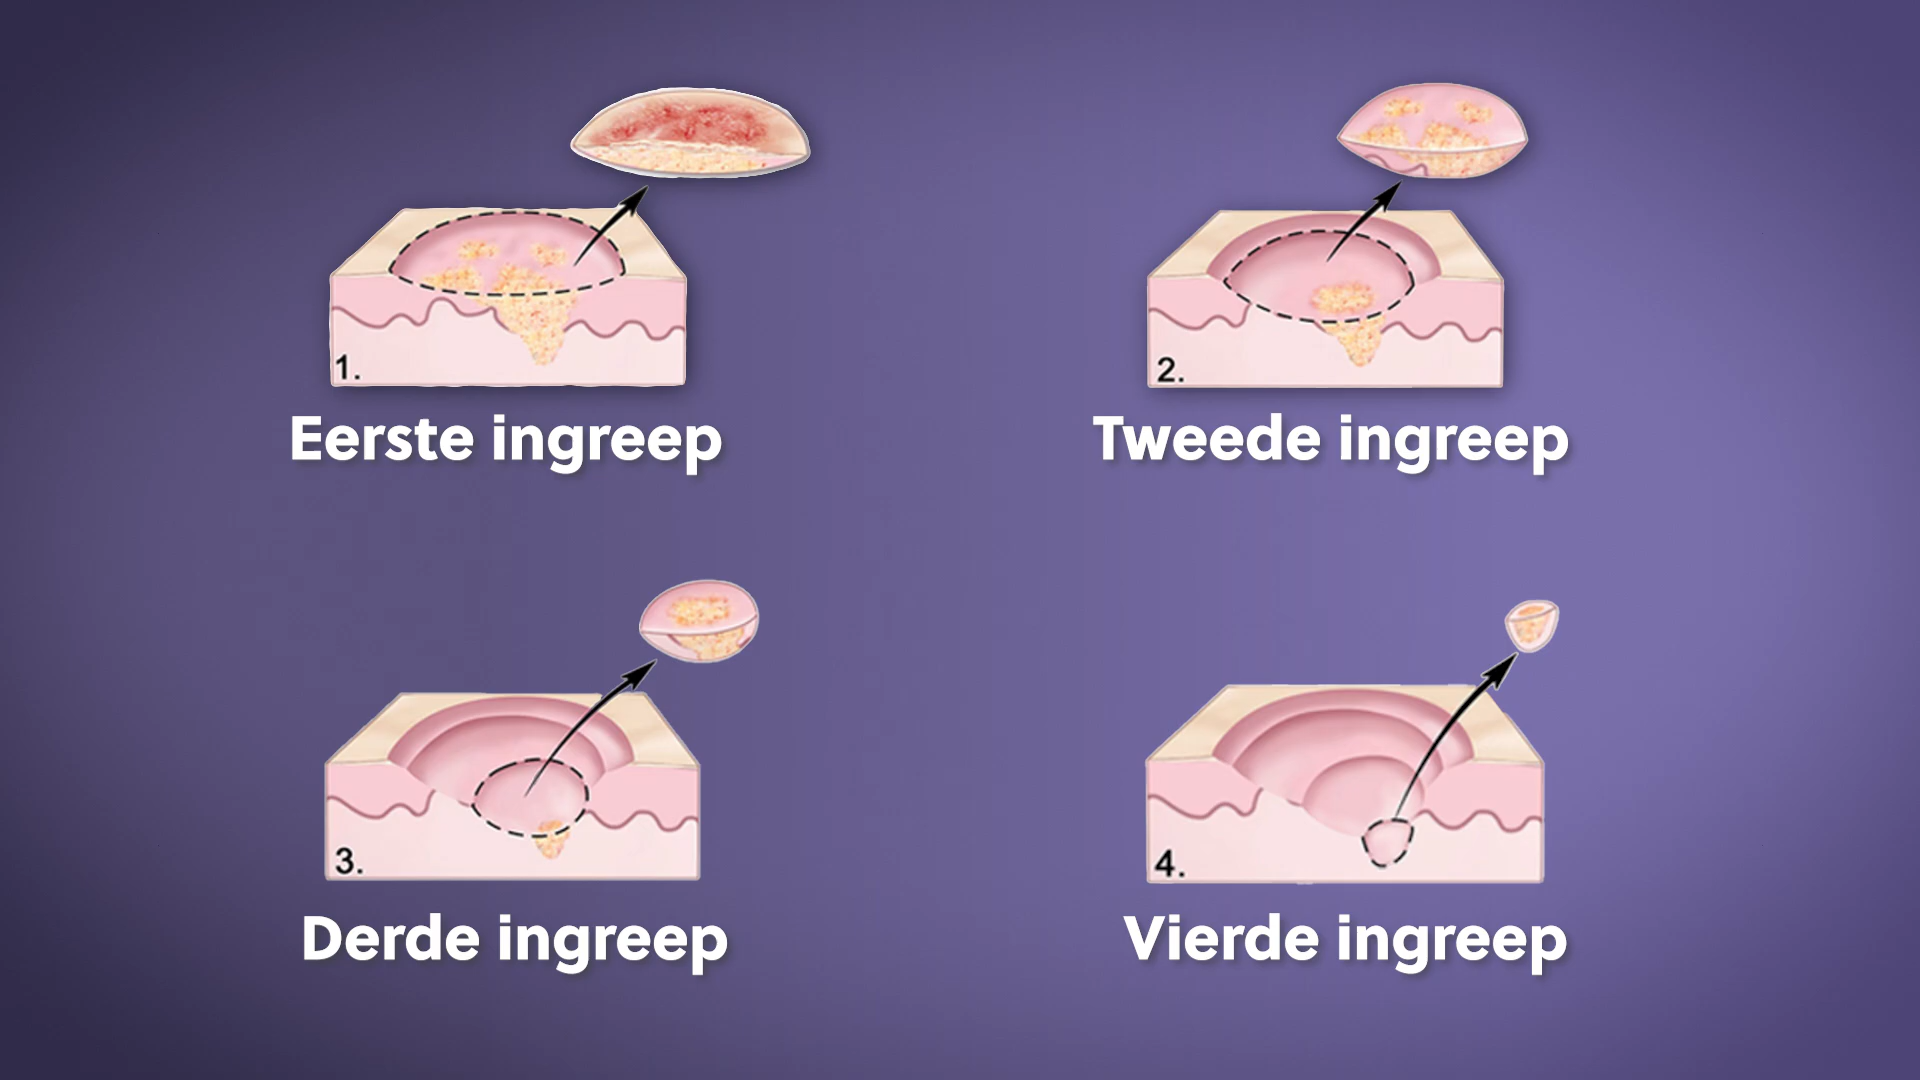 1.
Eerste ingreep
2.
Tweede ingreep
3.
Derde ingreep
4.
Vierde ingreep